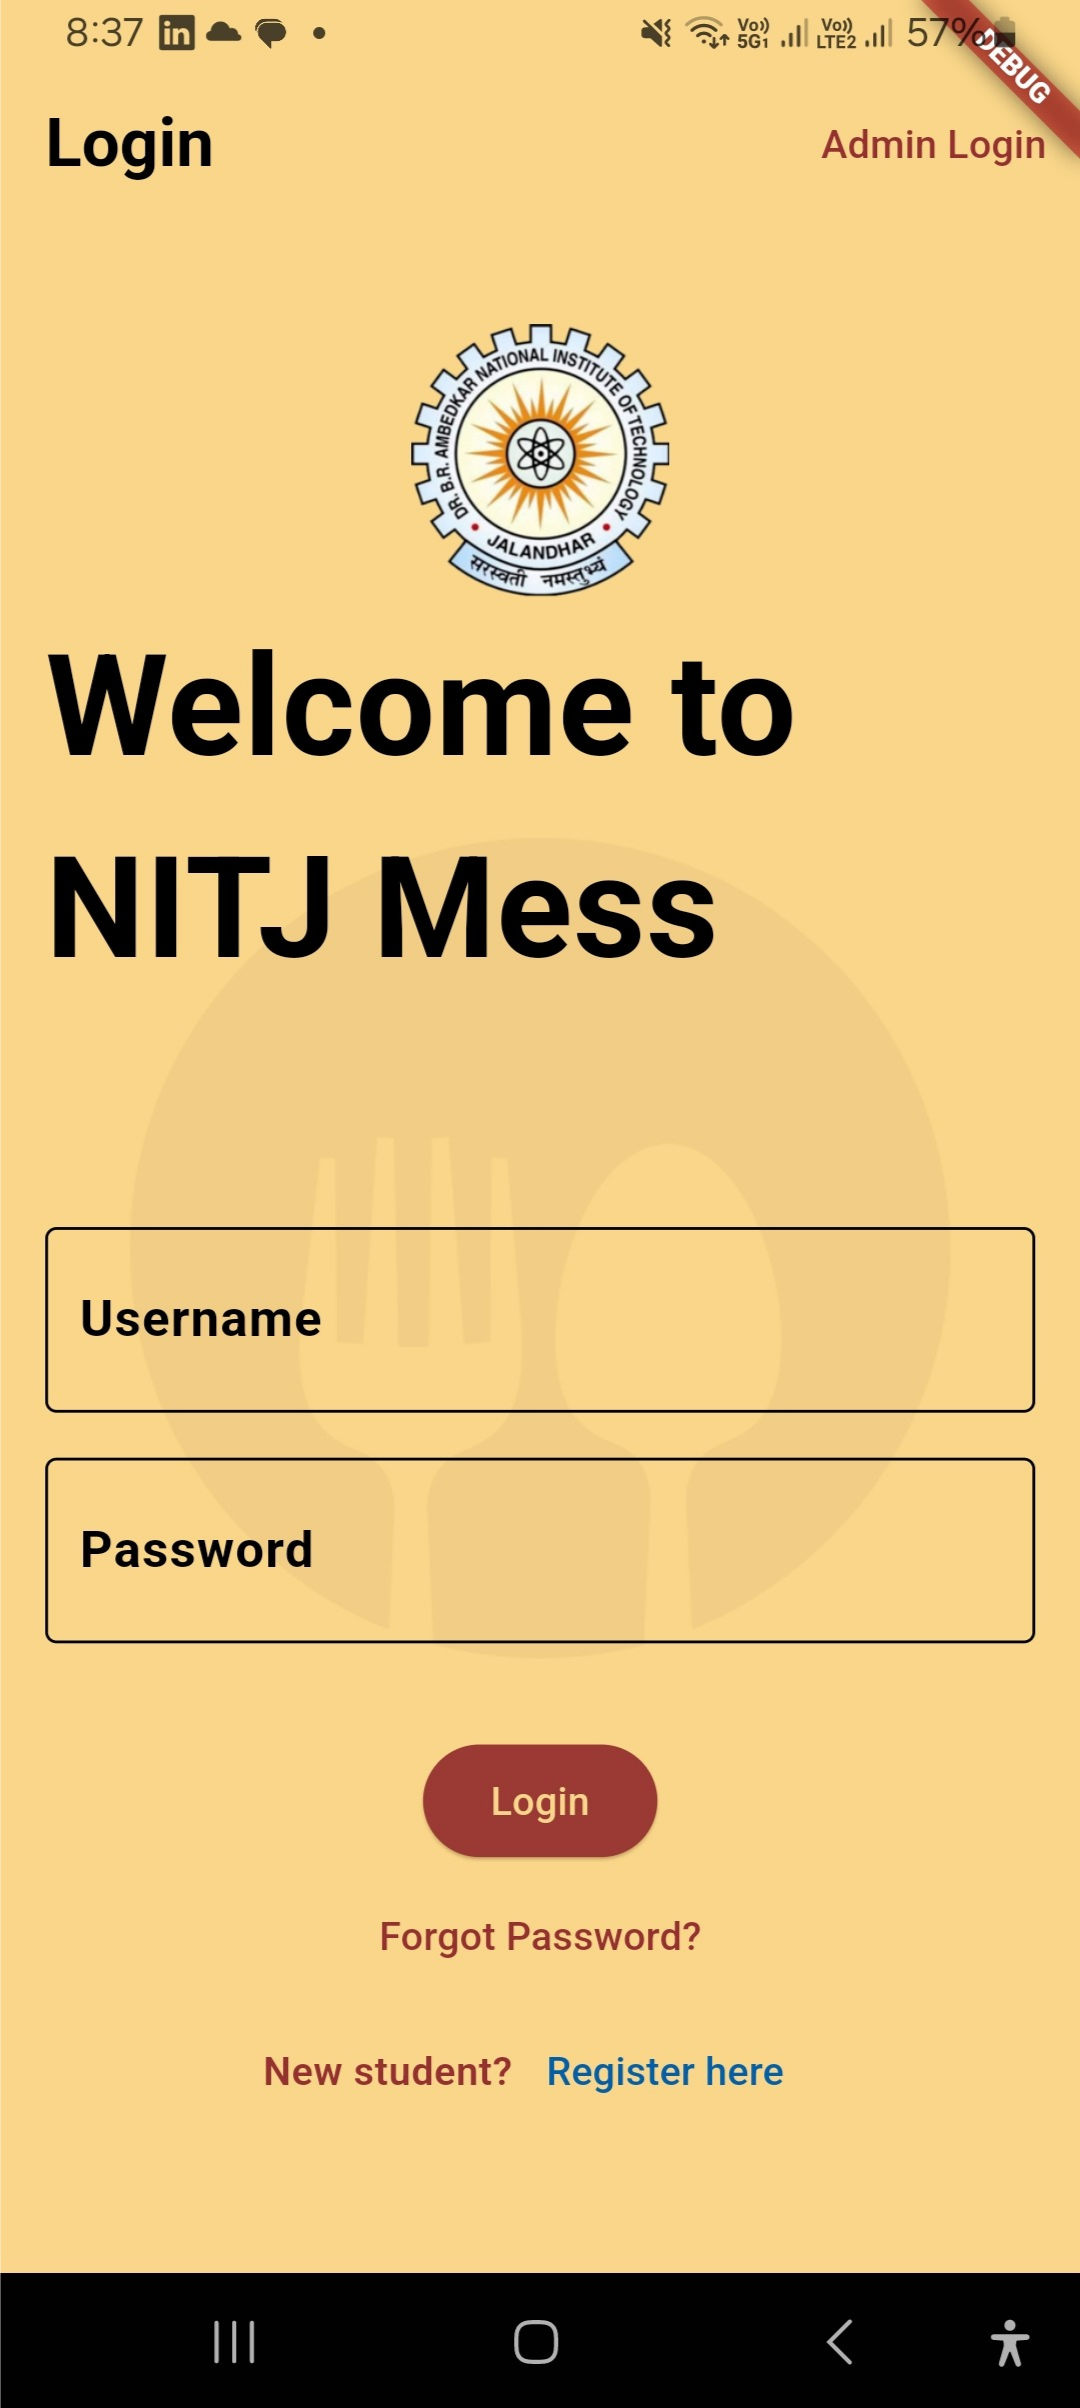 8:37
Vo)) 5G1 Vo)) LTE2 57%
DEBUG
Login
Admin Login
DR. B.R. AMBEDKAR NATIONAL INSTITUTE OF TECHNOLOGY
JALANDHAR
सरस्वती नमस्तुभ्यं
Welcome to
NITJ Mess
Username
Password
Login
Forgot Password?
New student? Register here